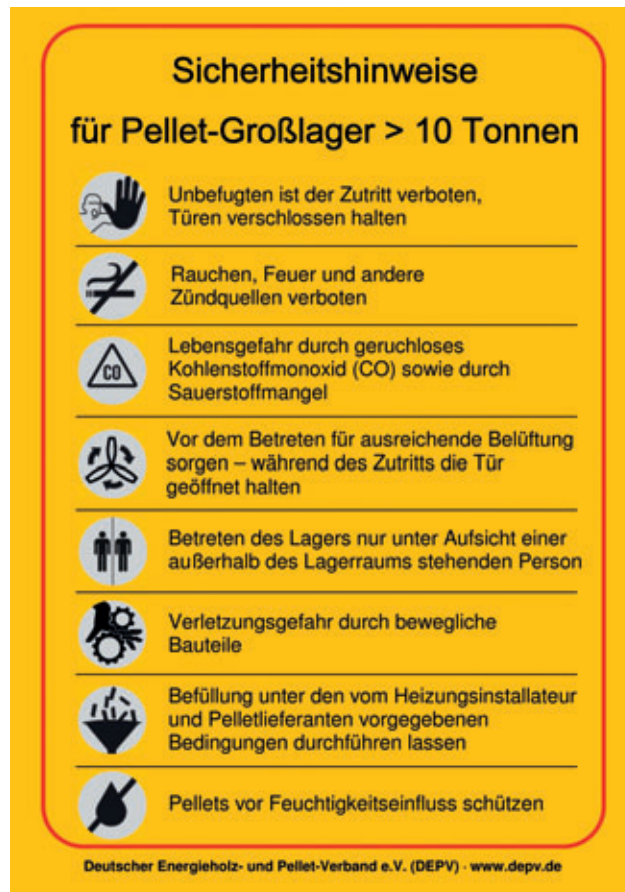 Sicherheitshinweise
für Pellet-Großlager > 10 Tonnen
Unbefugten ist der Zutritt verboten,
Türen verschlossen halten
Rauchen, Feuer und andere
Zündquellen verboten
CO
Lebensgefahr durch geruchloses
Kohlenstoffmonoxid (CO) sowie durch
Sauerstoffmangel
Vor dem Betreten für ausreichende Belüftung
sorgen – während des Zutritts die Tür
geöffnet halten
Betreten des Lagers nur unter Aufsicht einer
außerhalb des Lagerraums stehenden Person
Verletzungsgefahr durch bewegliche
Bauteile
Befüllung unter den vom Heizungsinstallateur
und Pelletlieferanten vorgegebenen
Bedingungen durchführen lassen
Pellets vor Feuchtigkeitseinfluss schützen
Deutscher Energieholz- und Pellet-Verband e.V. (DEPV) · www.depv.de